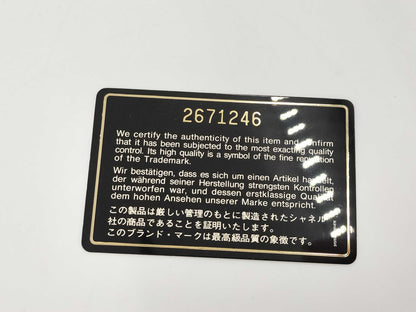 2671246
We certify the authenticity of this item and confirm
that it has been subjected to the most exacting quality
control. Its high quality is a symbol of the fine reputation
of the Trademark.
Wir bestätigen, dass es sich um einen Artikel handelt,
der während seiner Herstellung strengsten Kontrollen
unterworfen war, und dessen erstklassige Qualität
dem hohen Ansehen unserer Marke entspricht.
この製品は厳しい管理のもとに製造されたシャネル
社の商品であることを証明いたします。
このブランド・マークは最高級品質の象徴です。